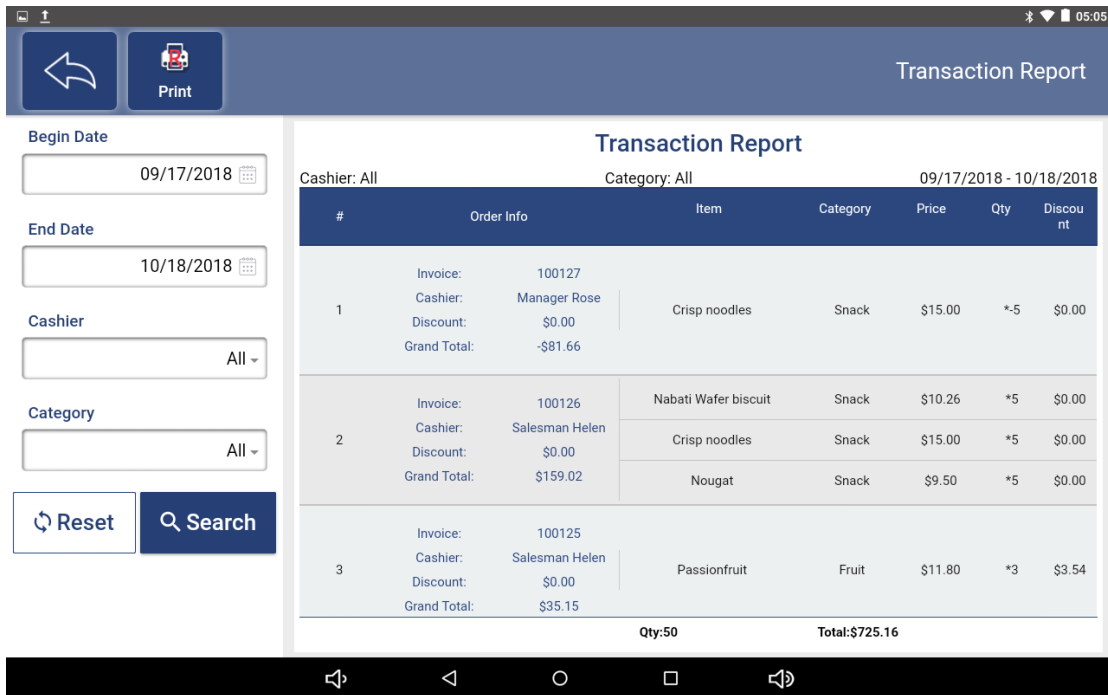 05:05
Print
Transaction Report
Begin Date
09/17/2018
End Date
10/18/2018
Cashier
All
Category
All
Reset
Search
Transaction Report
Cashier: All Category: All 09/17/2018 - 10/18/2018
# Order Info Item Category Price Qty Discou
nt
Invoice: 100127
Cashier: Manager Rose
1 Crisp noodles Snack $15.00 *-5 $0.00
Discount: $0.00
Grand Total: -$81.66
Nabati Wafer biscuit Snack $10.26 *5 $0.00
Invoice: 100126
Cashier: Salesman Helen
2 Crisp noodles Snack $15.00 *5 $0.00
Discount: $0.00
Grand Total: $159.02
Nougat Snack $9.50 *5 $0.00
Invoice: 100125
Cashier: Salesman Helen
3 Passionfruit Fruit $11.80 *3 $3.54
Discount: $0.00
Grand Total: $35.15
Qty:50 Total:$725.16